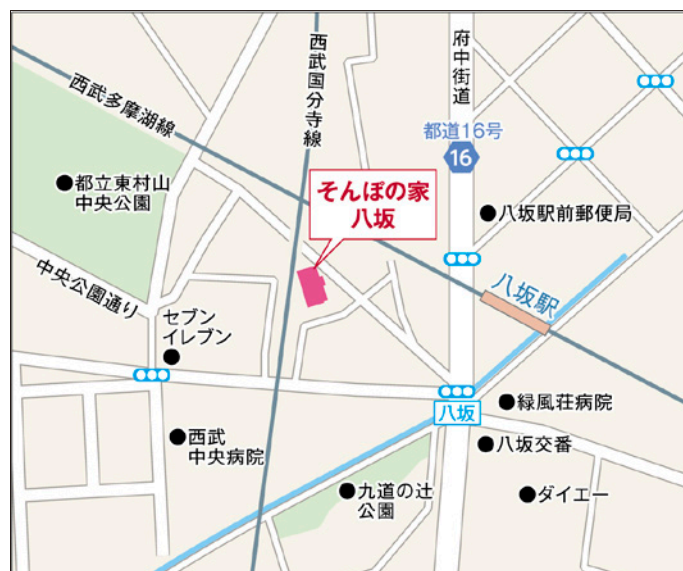 西武多摩湖線
西武国分寺線
府中街道
都道16号
16
都立東村山
中央公園
そんぽの家
八坂
八坂駅前郵便局
中央公園通り
セブン
イレブン
八坂駅
八坂
緑風荘病院
西武
中央病院
八坂交番
九道の辻
公園
ダイエー